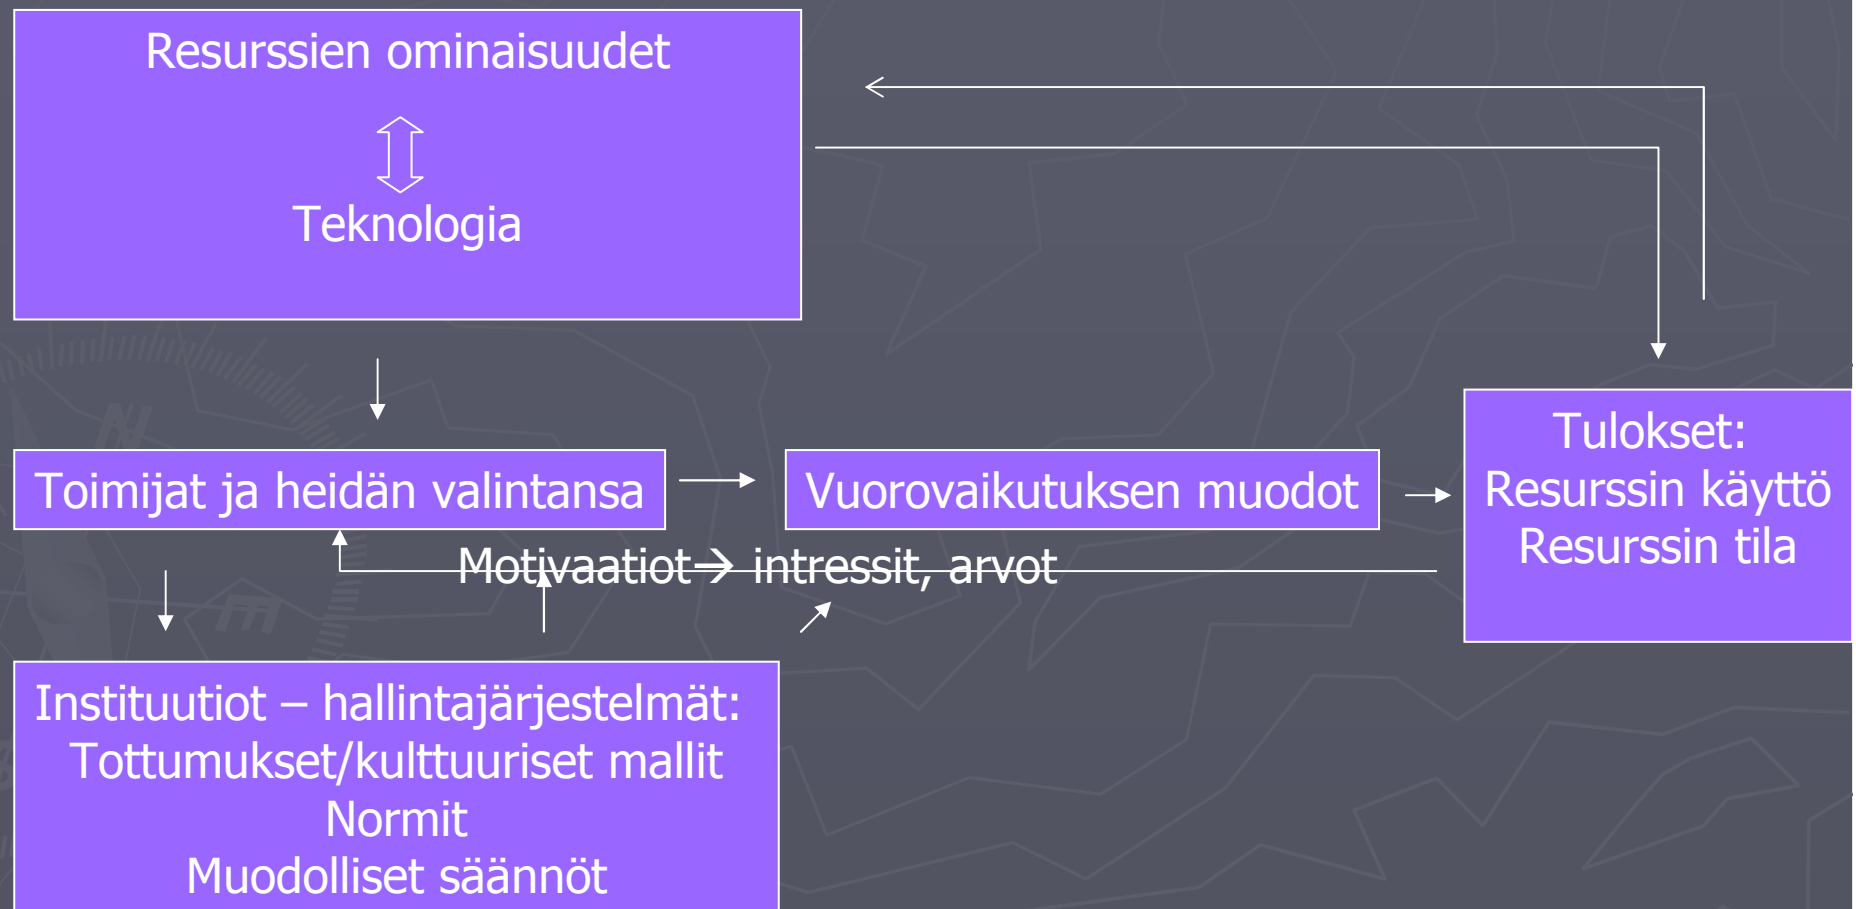 Resurssien ominaisuudet
Teknologia
Toimijat ja heidän valintansa
Vuorovaikutuksen muodot
Tulokset:
Resurssin käyttö
Resurssin tila
Motivaatiot→ intressit, arvot
Instituutiot – hallintajärjestelmät:
Tottumukset/kulttuuriset mallit
Normit
Muodolliset säännöt